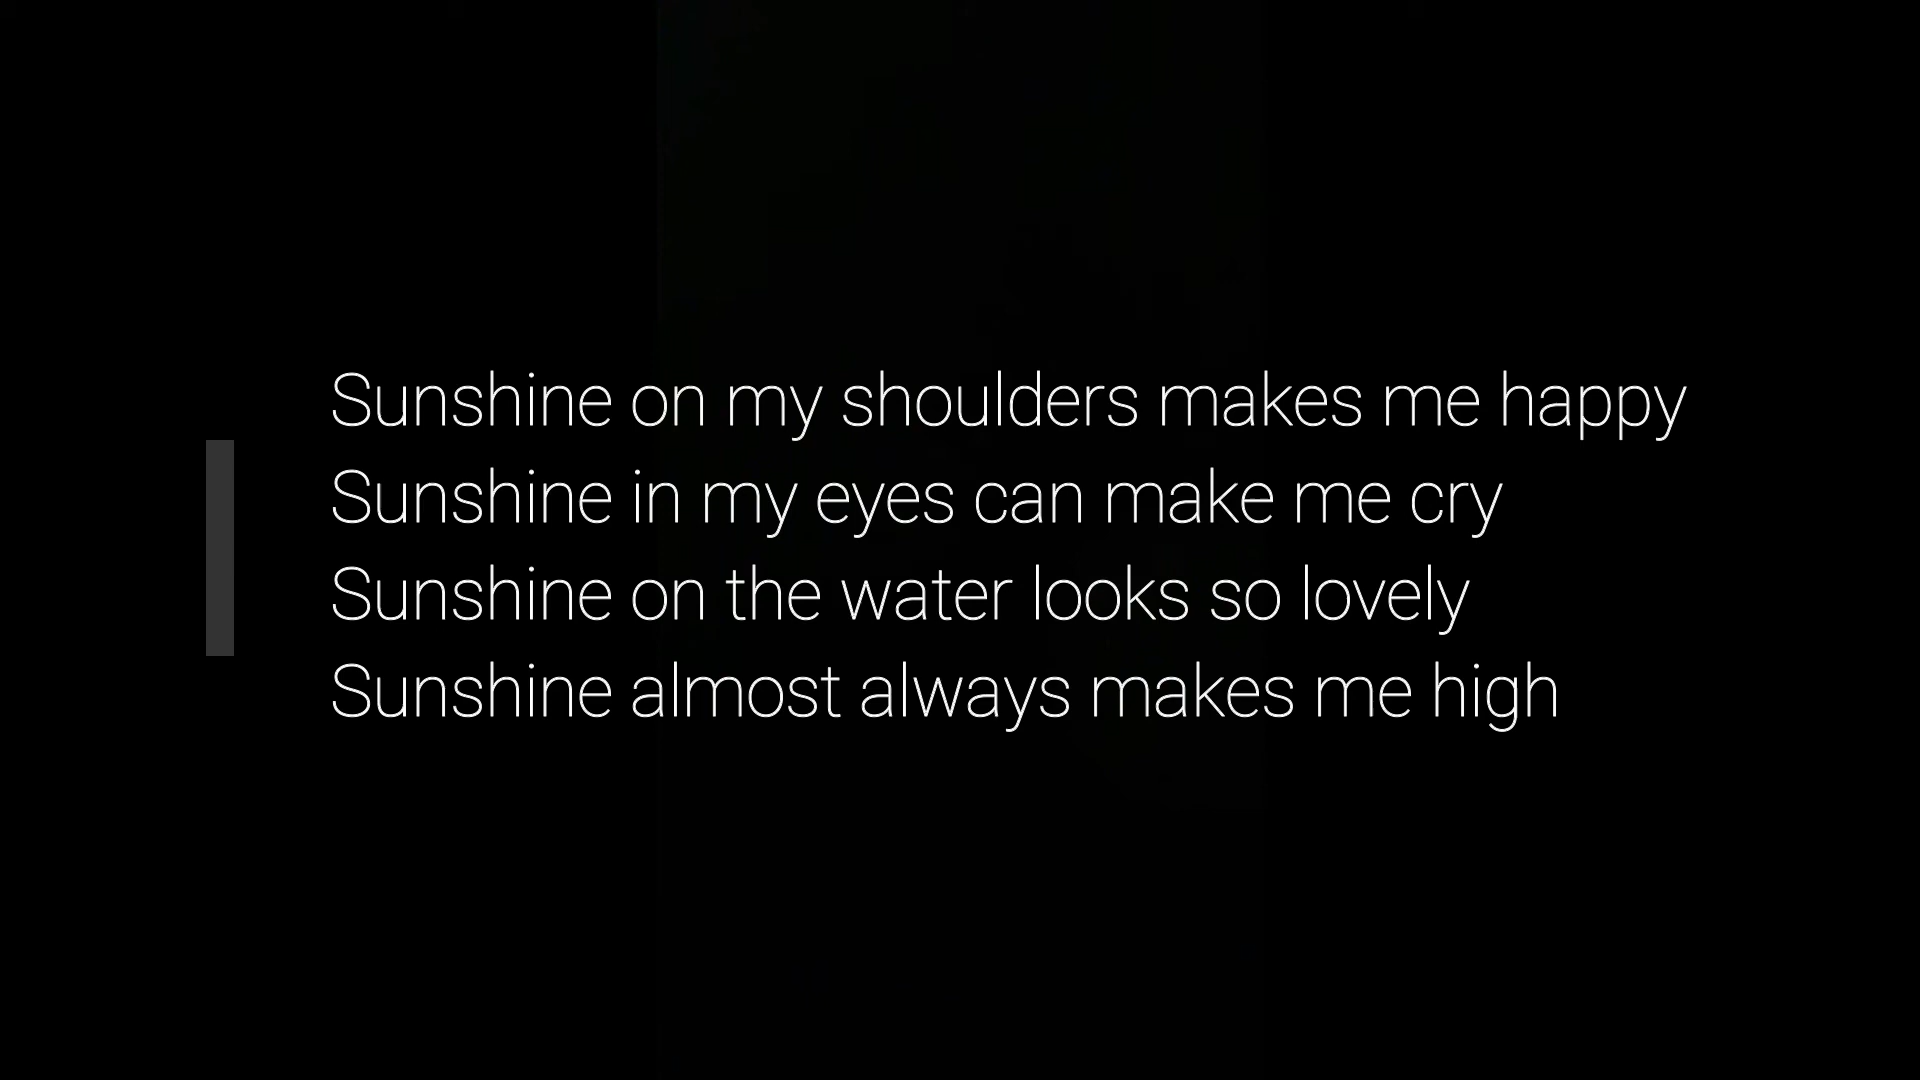 Sunshine on my shoulders makes me happy
Sunshine in my eyes can make me cry
Sunshine on the water looks so lovely
Sunshine almost always makes me high